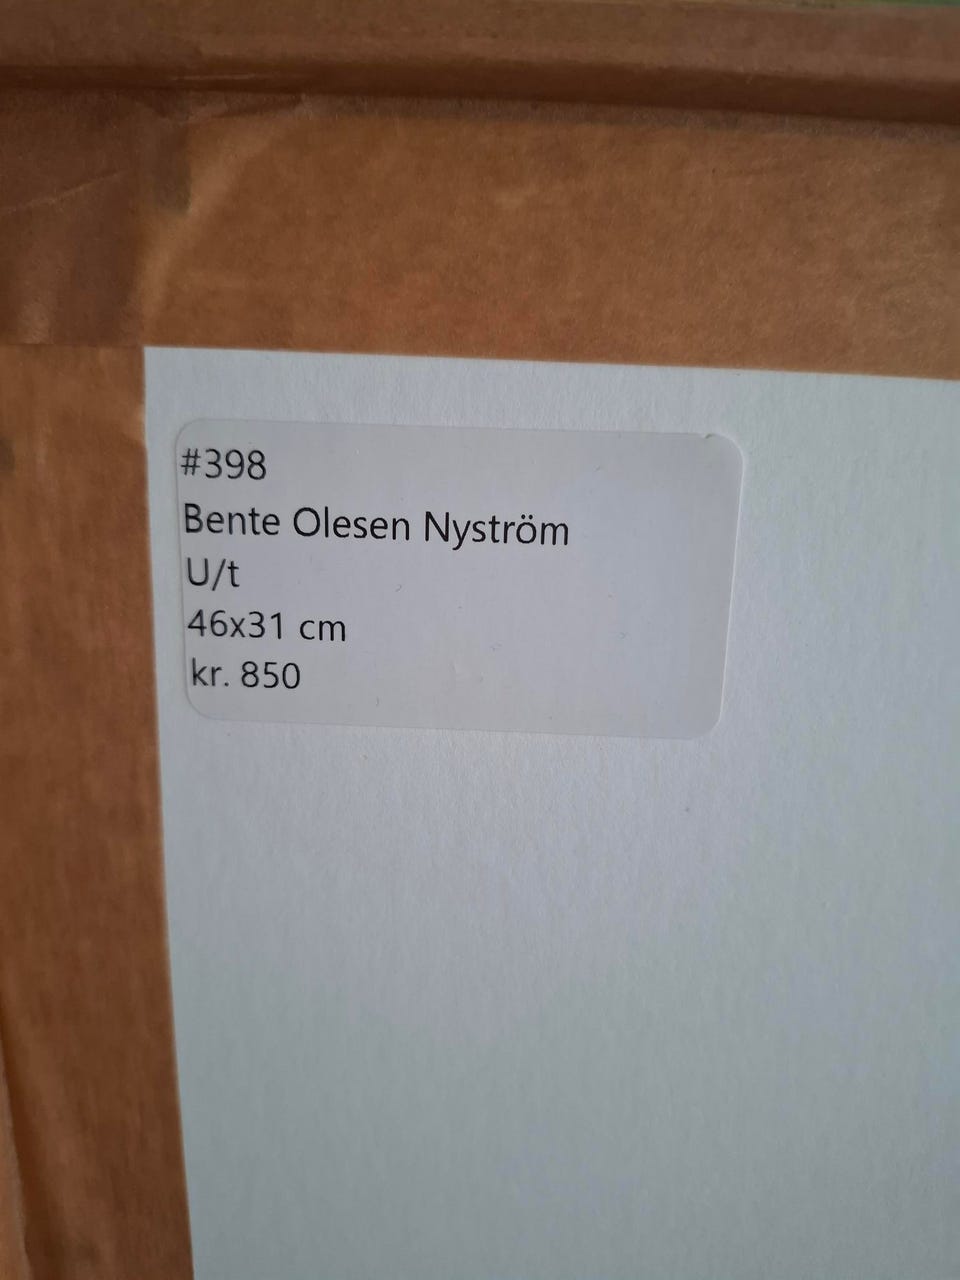 #398
Bente Olesen Nyström
U/t
46x31 cm
kr. 850